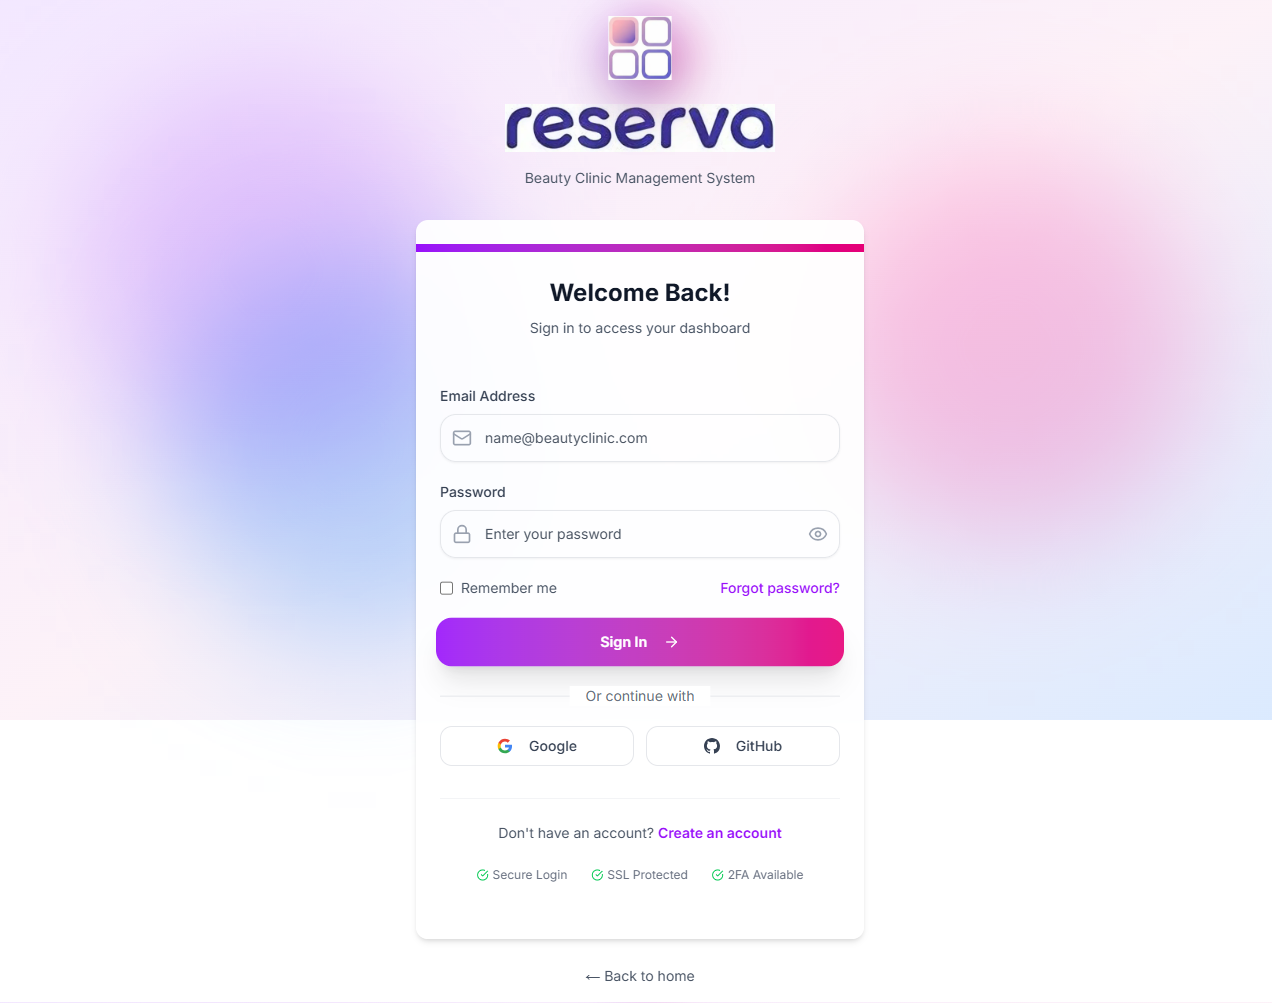 reserva
Beauty Clinic Management System
Welcome Back!
Sign in to access your dashboard
Email Address
name@beautyclinic.com
Password
Enter your password
Remember me
Forgot password?
Sign In →
Or continue with
Google
GitHub
Don't have an account? Create an account
Secure Login
SSL Protected
2FA Available
← Back to home